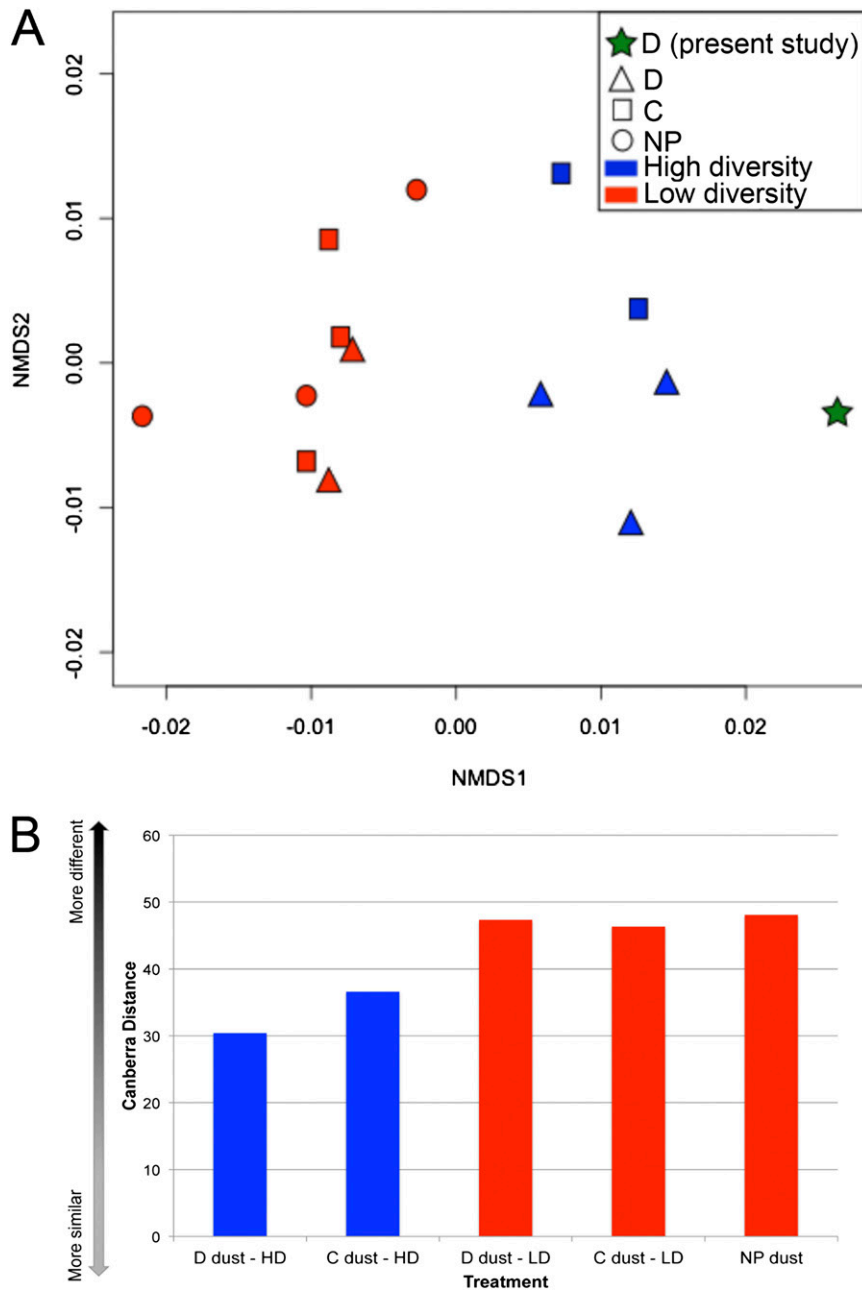 A
D (present study)
D
C
NP
High diversity
Low diversity
0.02
0.01
0.00
-0.01
-0.02
NMDS2
-0.02 -0.01 0.00 0.01 0.02
NMDS1
B
More different
More similar
Canberra Distance
60
50
40
30
20
10
0
D dust - HD C dust - HD D dust - LD C dust - LD NP dust
Treatment